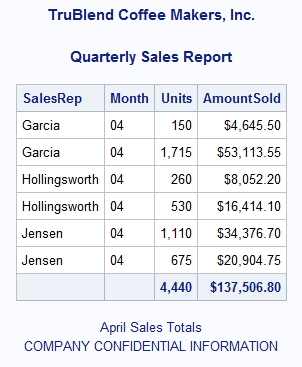 TruBlend Coffee Makers, Inc.
Quarterly Sales Report
SalesRep Month Units AmountSold
Garcia 04 150 $4,645.50
Garcia 04 1,715 $53,113.55
Hollingsworth 04 260 $8,052.20
Hollingsworth 04 530 $16,414.10
Jensen 04 1,110 $34,376.70
Jensen 04 675 $20,904.75
4,440 $137,506.80
April Sales Totals
COMPANY CONFIDENTIAL INFORMATION